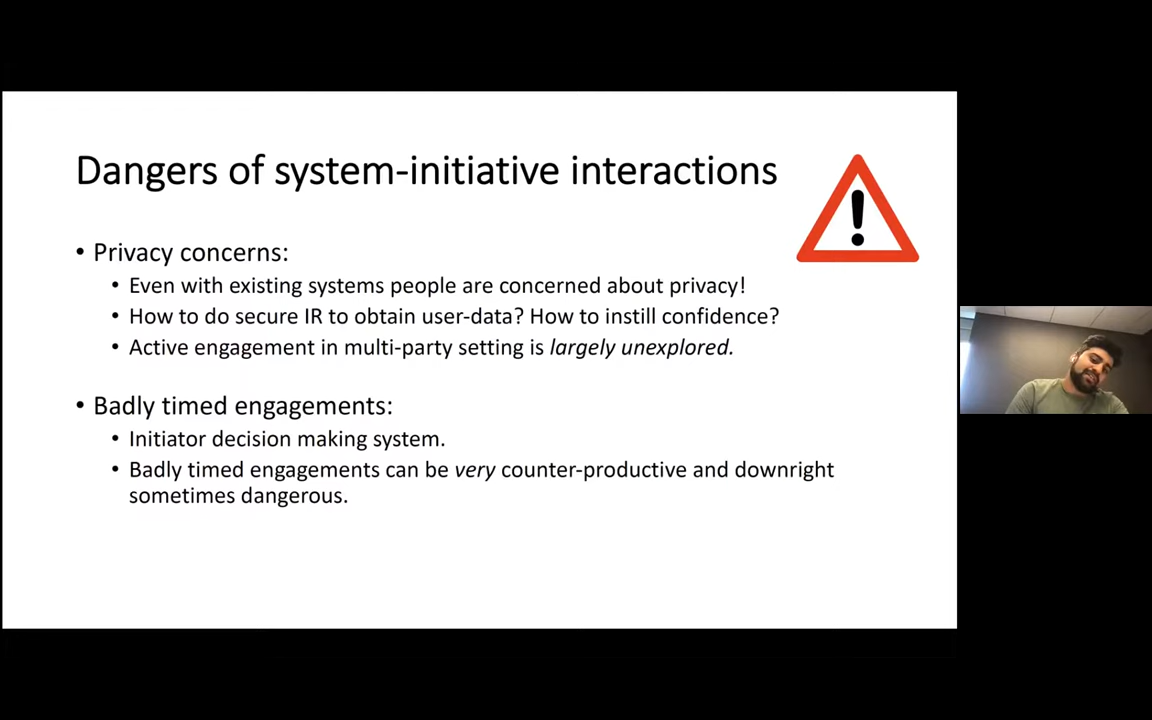 Dangers of system-initiative interactions
• Privacy concerns:
• Even with existing systems people are concerned about privacy!
• How to do secure IR to obtain user-data? How to instill confidence?
• Active engagement in multi-party setting is largely unexplored.
• Badly timed engagements:
• Initiator decision making system.
• Badly timed engagements can be very counter-productive and downright
sometimes dangerous.